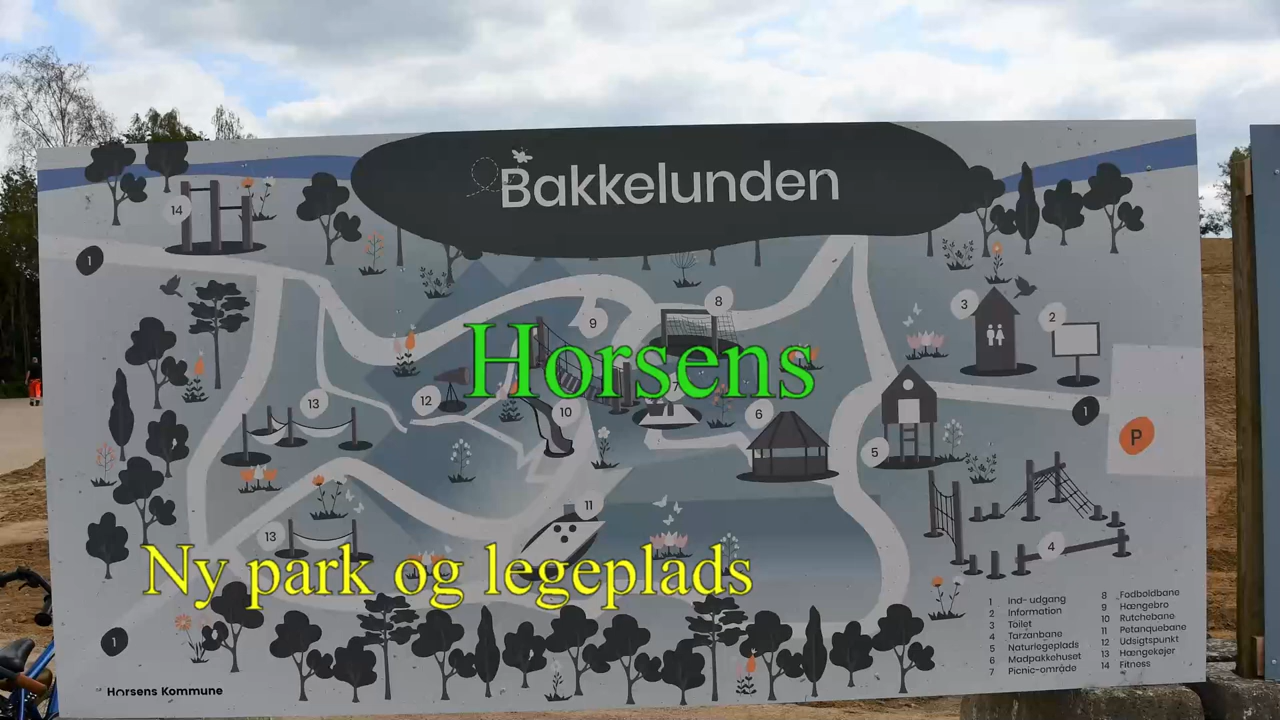 Bakkelunden
14
1
9
8
3
2
Horsens
13
12
10
7
6
1
P
5
11
13
4
Ny park og legeplads
1 Ind- udgang
2 Information
3 Toilet
4 Tarzanbane
5 Naturlegeplads
6 Madpakkehuset
7 Picnic-område
8 Fodboldbane
9 Hængebro
10 Rutchebane
11 Petanquebane
12 Udsigtspunkt
13 Hængekøjer
14 Fitness
1
Horsens Kommune